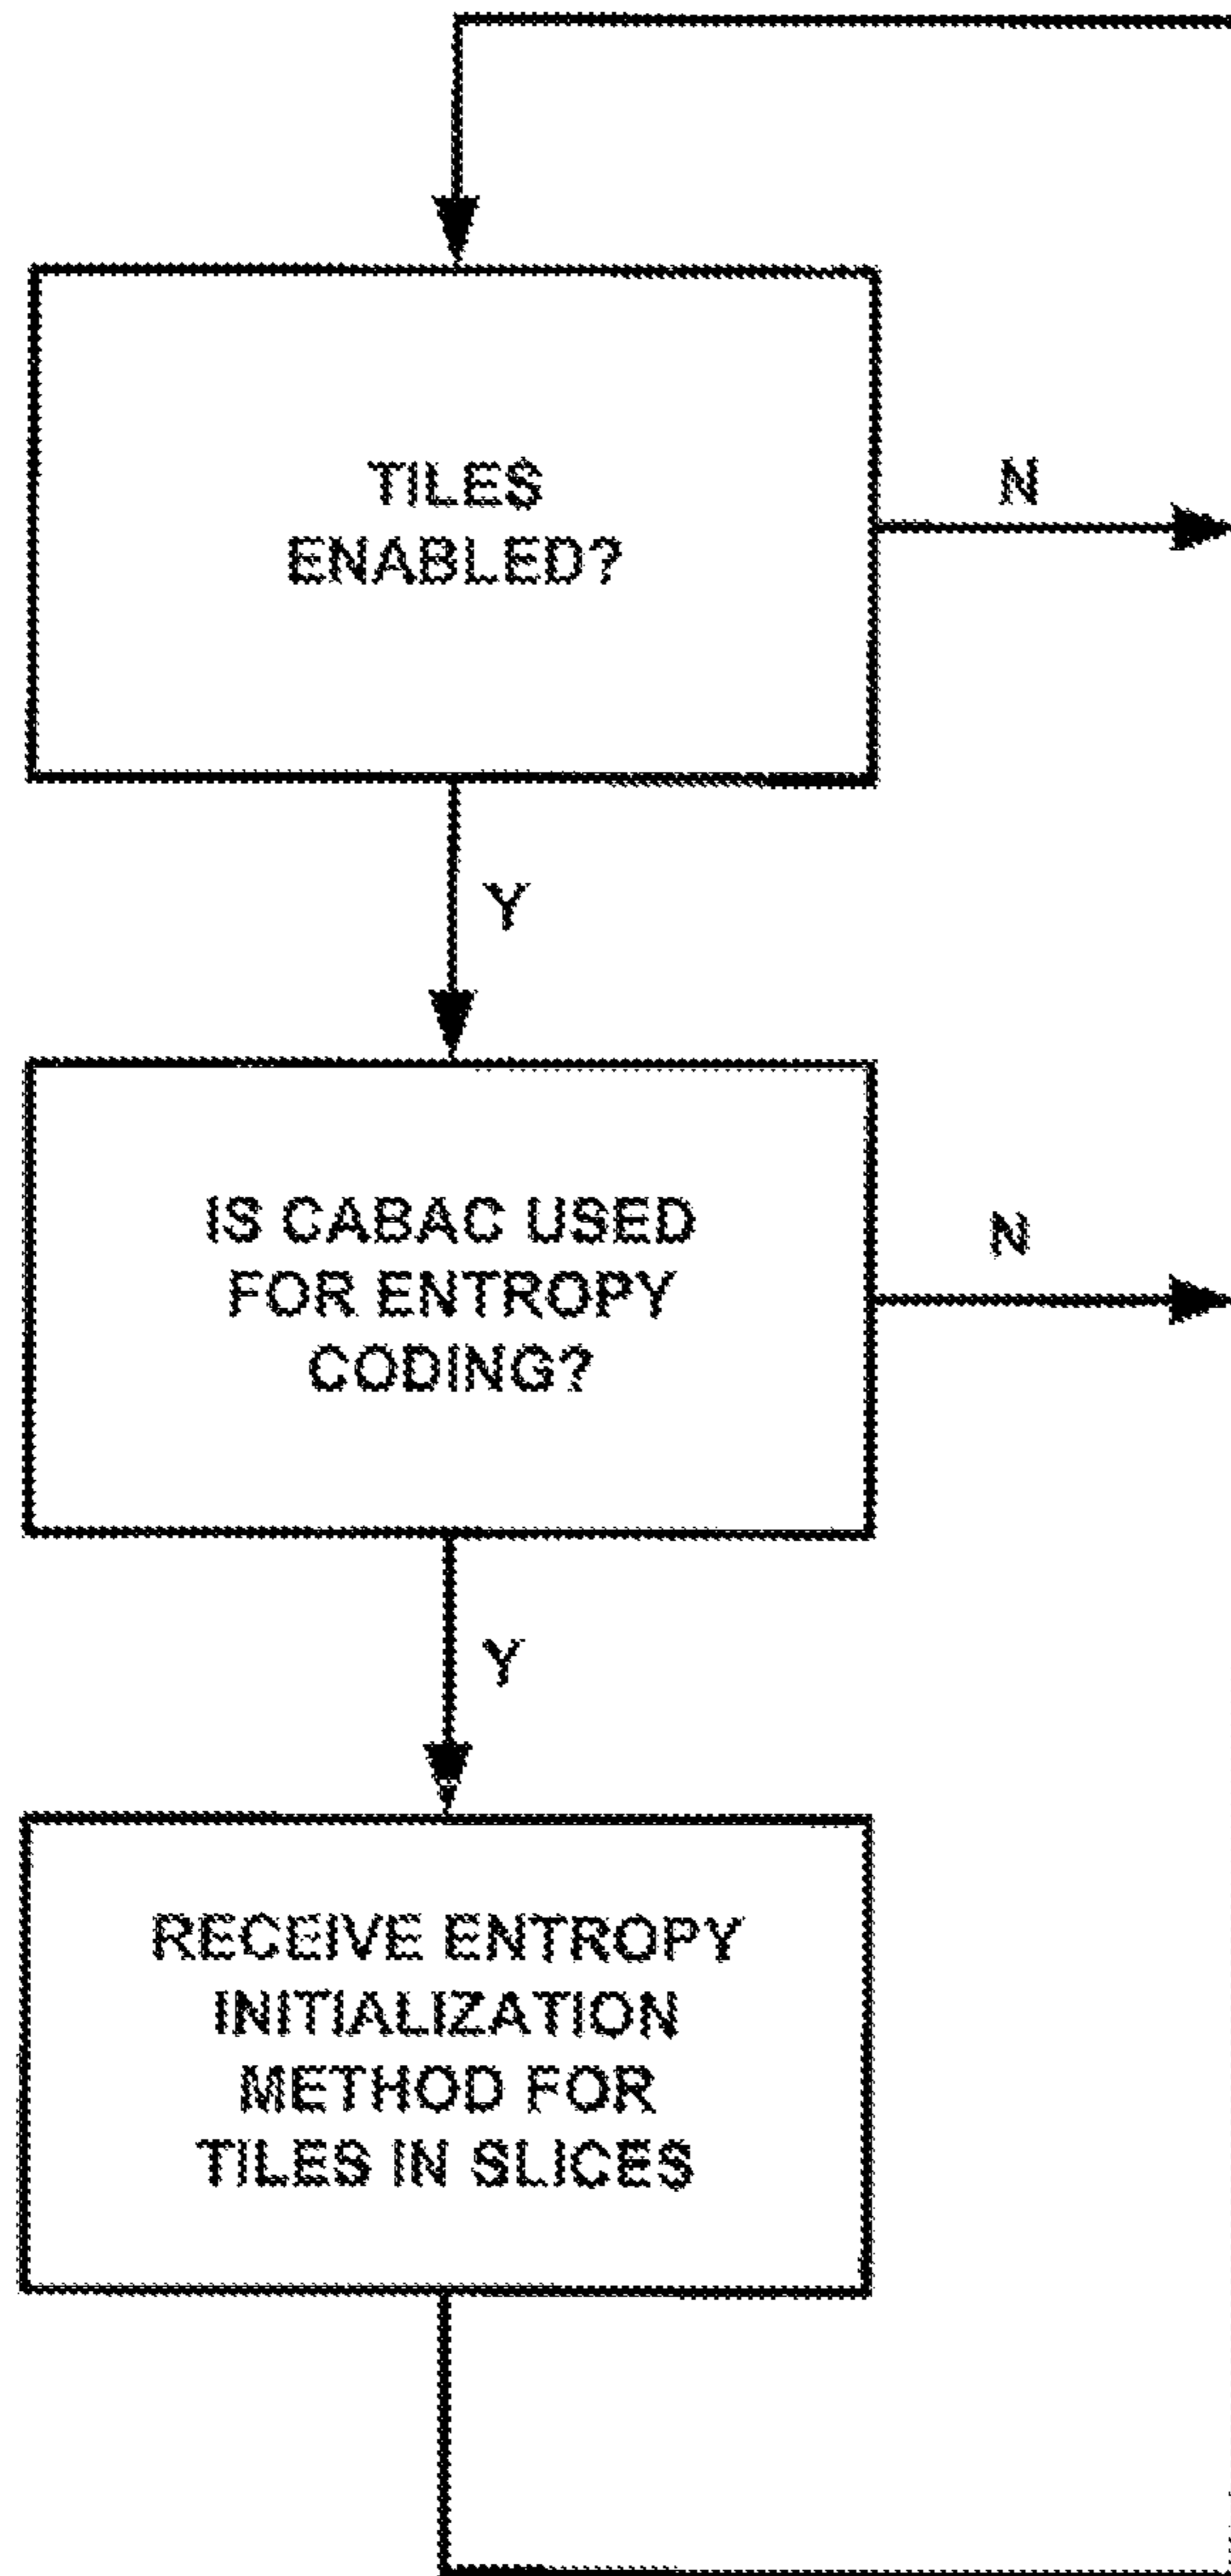 TILES
ENABLED?
N
Y
IS CABAC USED
FOR ENTROPY
CODING?
N
Y
RECEIVE ENTROPY
INITIALIZATION
METHOD FOR
TILES IN SLICES